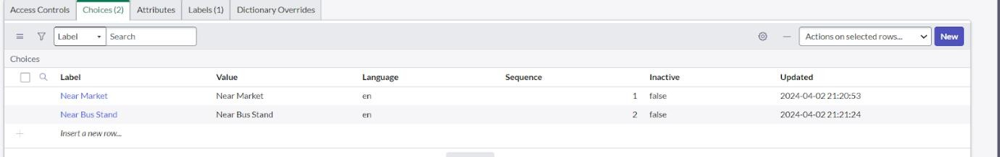 Access Controls Choices (2) Attributes Labels (1) Dictionary Overrides
Label Search Actions on selected rows... New
Choices
Label Value Language Sequence Inactive Updated
Near Market Near Market en 1 false 2024-04-02 21:20:53
Near Bus Stand Near Bus Stand en 2 false 2024-04-02 21:21:24
Insert a new row...